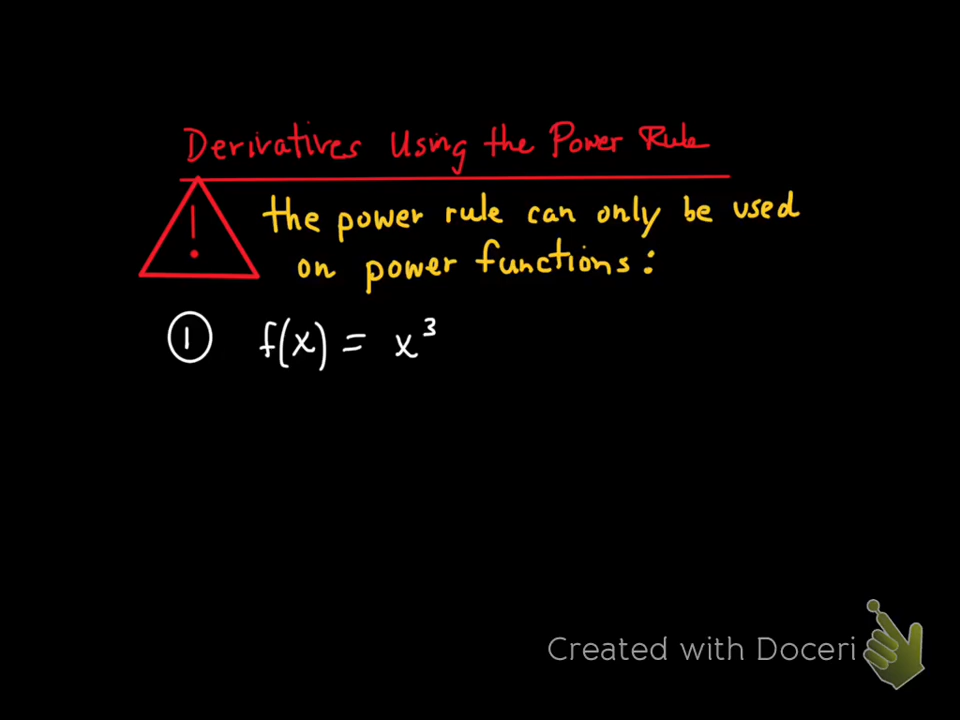 Derivatives Using the Power Rule
! the power rule can only be used
on power functions:
① f(x) = x³
Created with Doceri